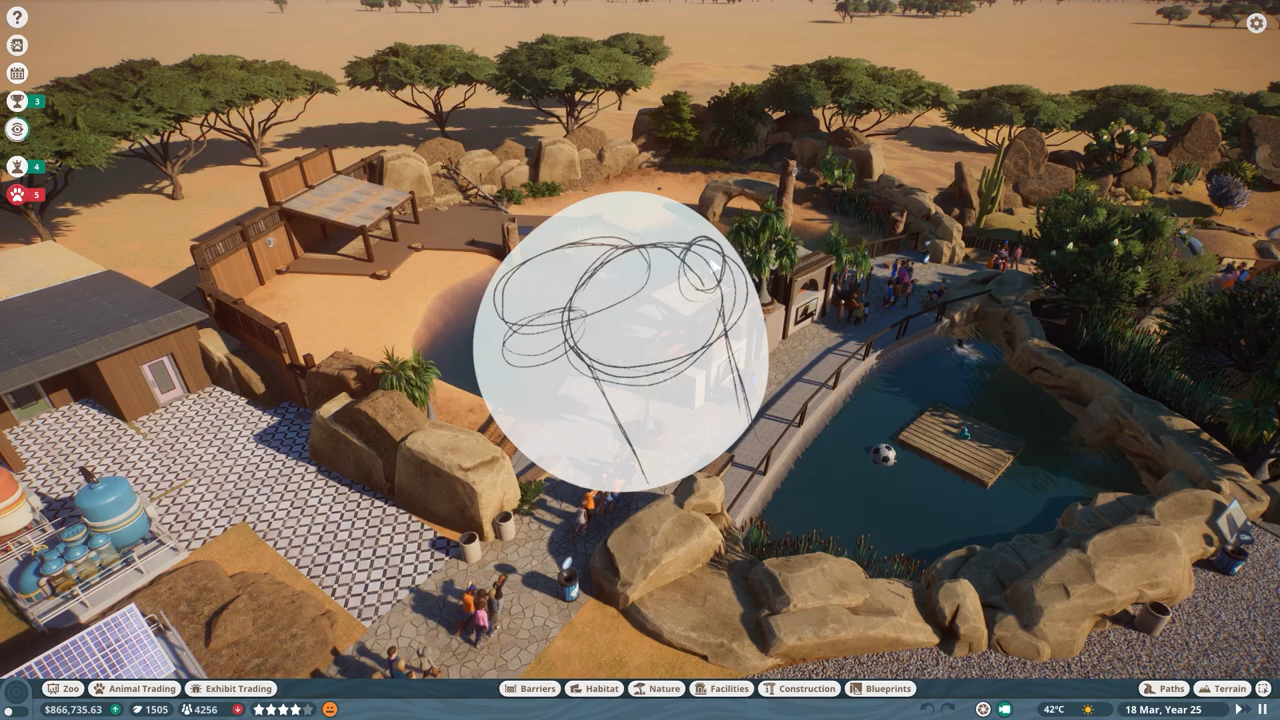 ?
3
4
5
Zoo Animal Trading Exhibit Trading Barriers Habitat Nature Facilities Construction Blueprints Paths Terrain
$866,735.63 1505 4256 42°C 18 Mar, Year 25